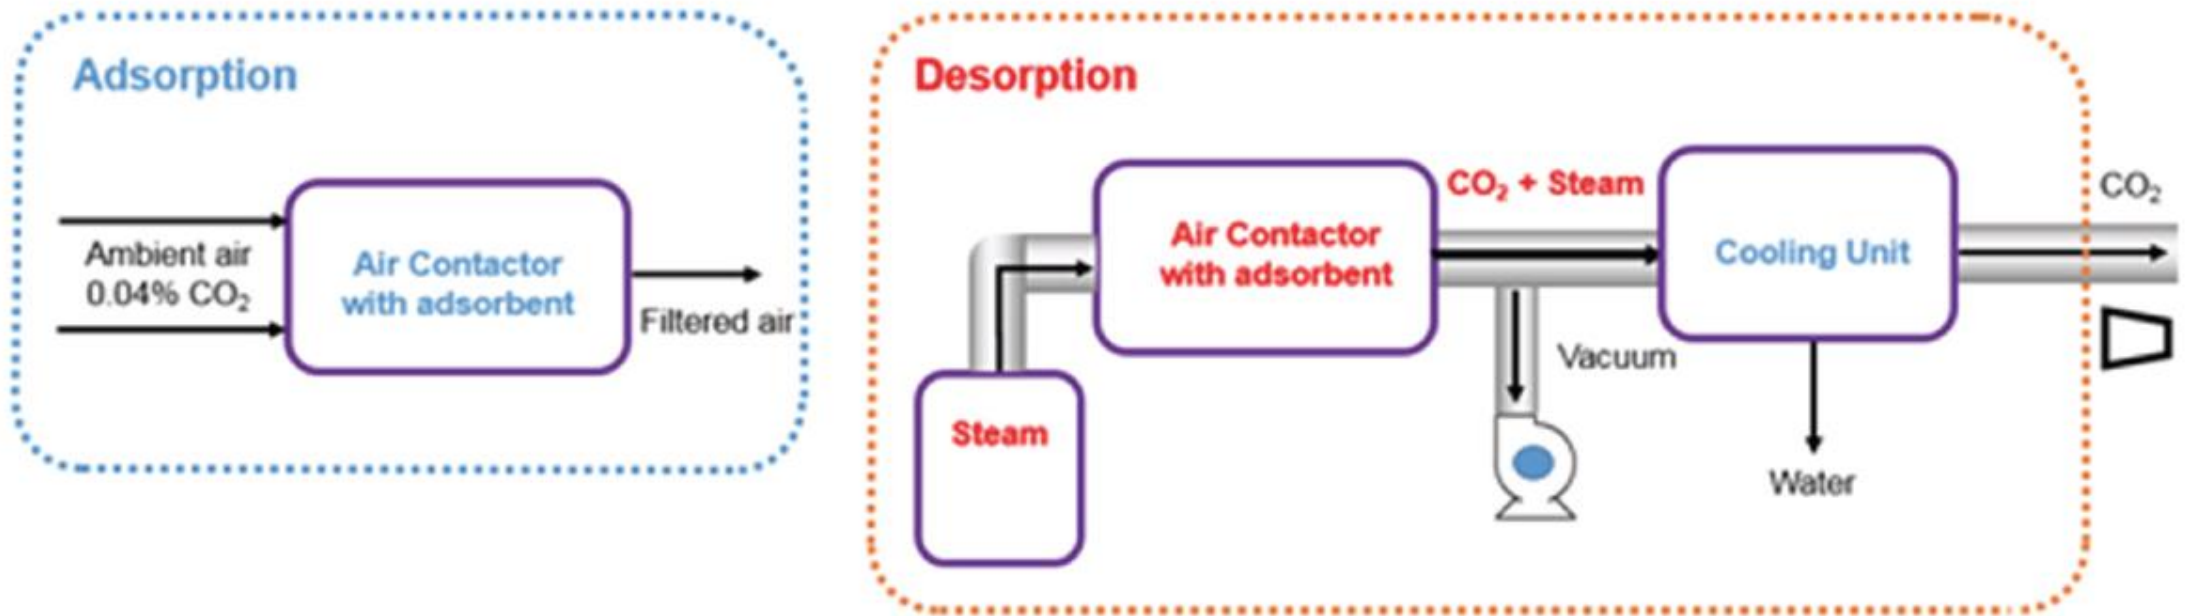 Adsorption
Ambient air
0.04% CO₂
Air Contactor
with adsorbent
Filtered air
Desorption
Steam
Air Contactor
with adsorbent
CO₂ + Steam
Vacuum
Cooling Unit
Water
CO₂